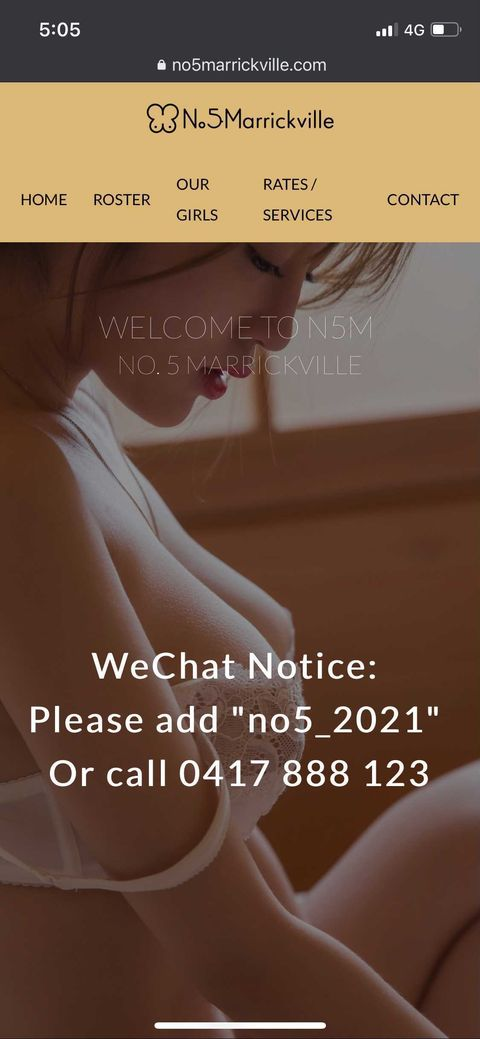 5:05
4G
no5marrickville.com
No5Marrickville
HOME
ROSTER
OUR
GIRLS
RATES /
SERVICES
CONTACT
WELCOME TO N5M
NO. 5 MARRICKVILLE
WeChat Notice:
Please add "no5_2021"
Or call 0417 888 123